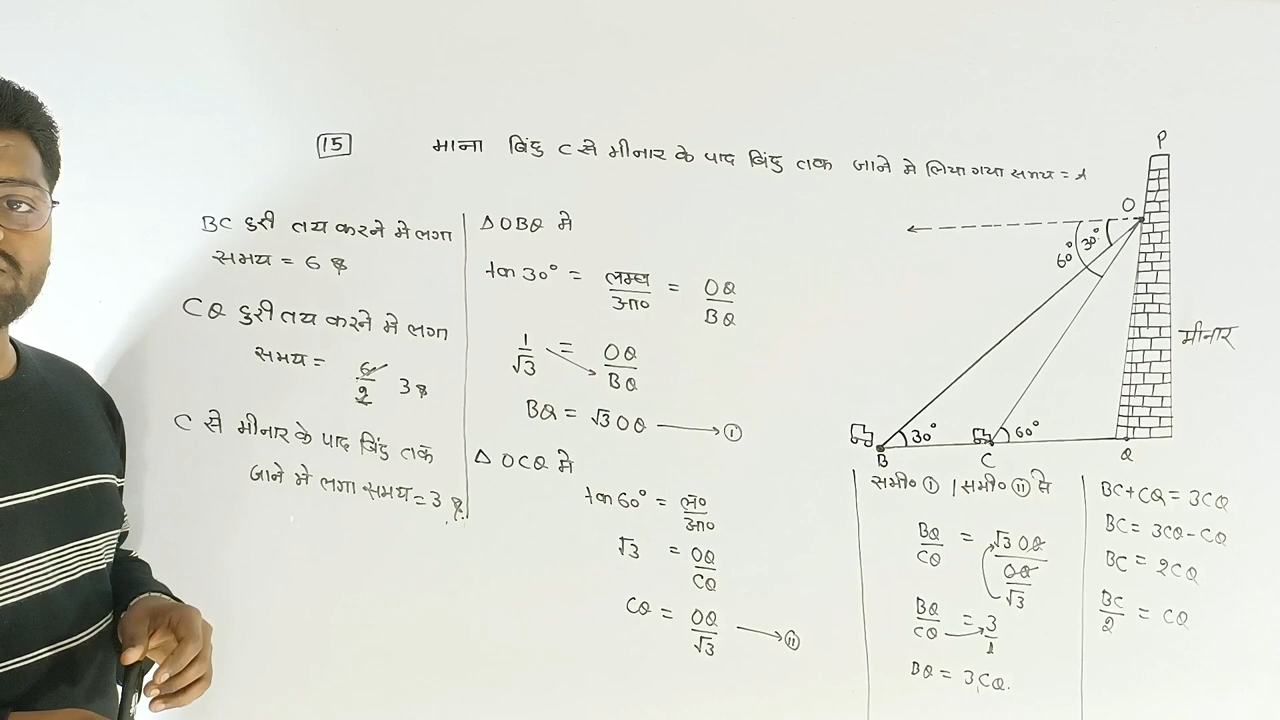 15
माना बिंदु C से मीनार के पाद बिंदु तक जाने मे लिया गया समय =
BC दुरी तय करने मे लगा
समय = 6 s
CQ दुरी तय करने मे लगा
समय = 6/2 3s
C से मीनार के पाद बिंदु तक
जाने मे लगा समय = 3 s.
△OBQ मे
tan 30° = लम्ब/आ० = OQ/BQ
1/√3 = OQ/BQ
BQ = √3 OQ → ①
△OCQ मे
tan 60° = ल०/आ०
√3 = OQ/CQ
CQ = OQ/√3 → ⑪
P
O
30°
60°
मीनार
30°
60°
B
C
Q
समी० ① / समी० ⑪ से
BQ/CQ = √3 OQ / OQ/√3
BQ/CQ = 3/1
BQ = 3CQ.
BC+CQ = 3CQ
BC = 3CQ - CQ
BC = 2CQ
BC/2 = CQ